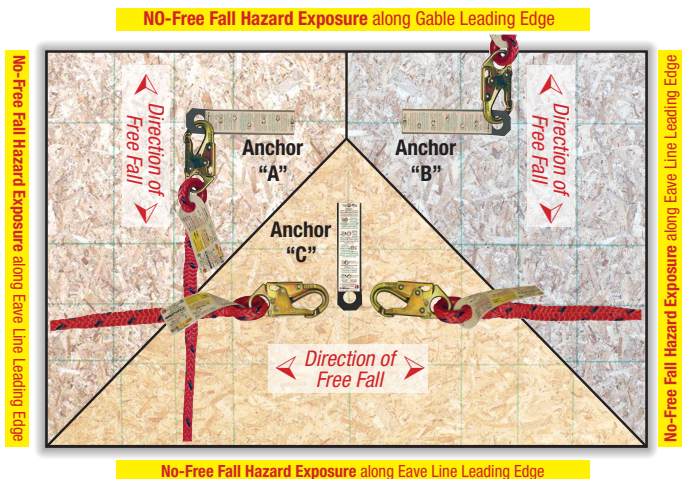 NO-Free Fall Hazard Exposure along Gable Leading Edge
No-Free Fall Hazard Exposure along Eave Line Leading Edge
Direction of
Free Fall
Anchor
“A”
Anchor
“B”
Direction of
Free Fall
No-Free Fall Hazard Exposure along Eave Line Leading Edge
Anchor
“C”
Direction of
Free Fall
No-Free Fall Hazard Exposure along Eave Line Leading Edge